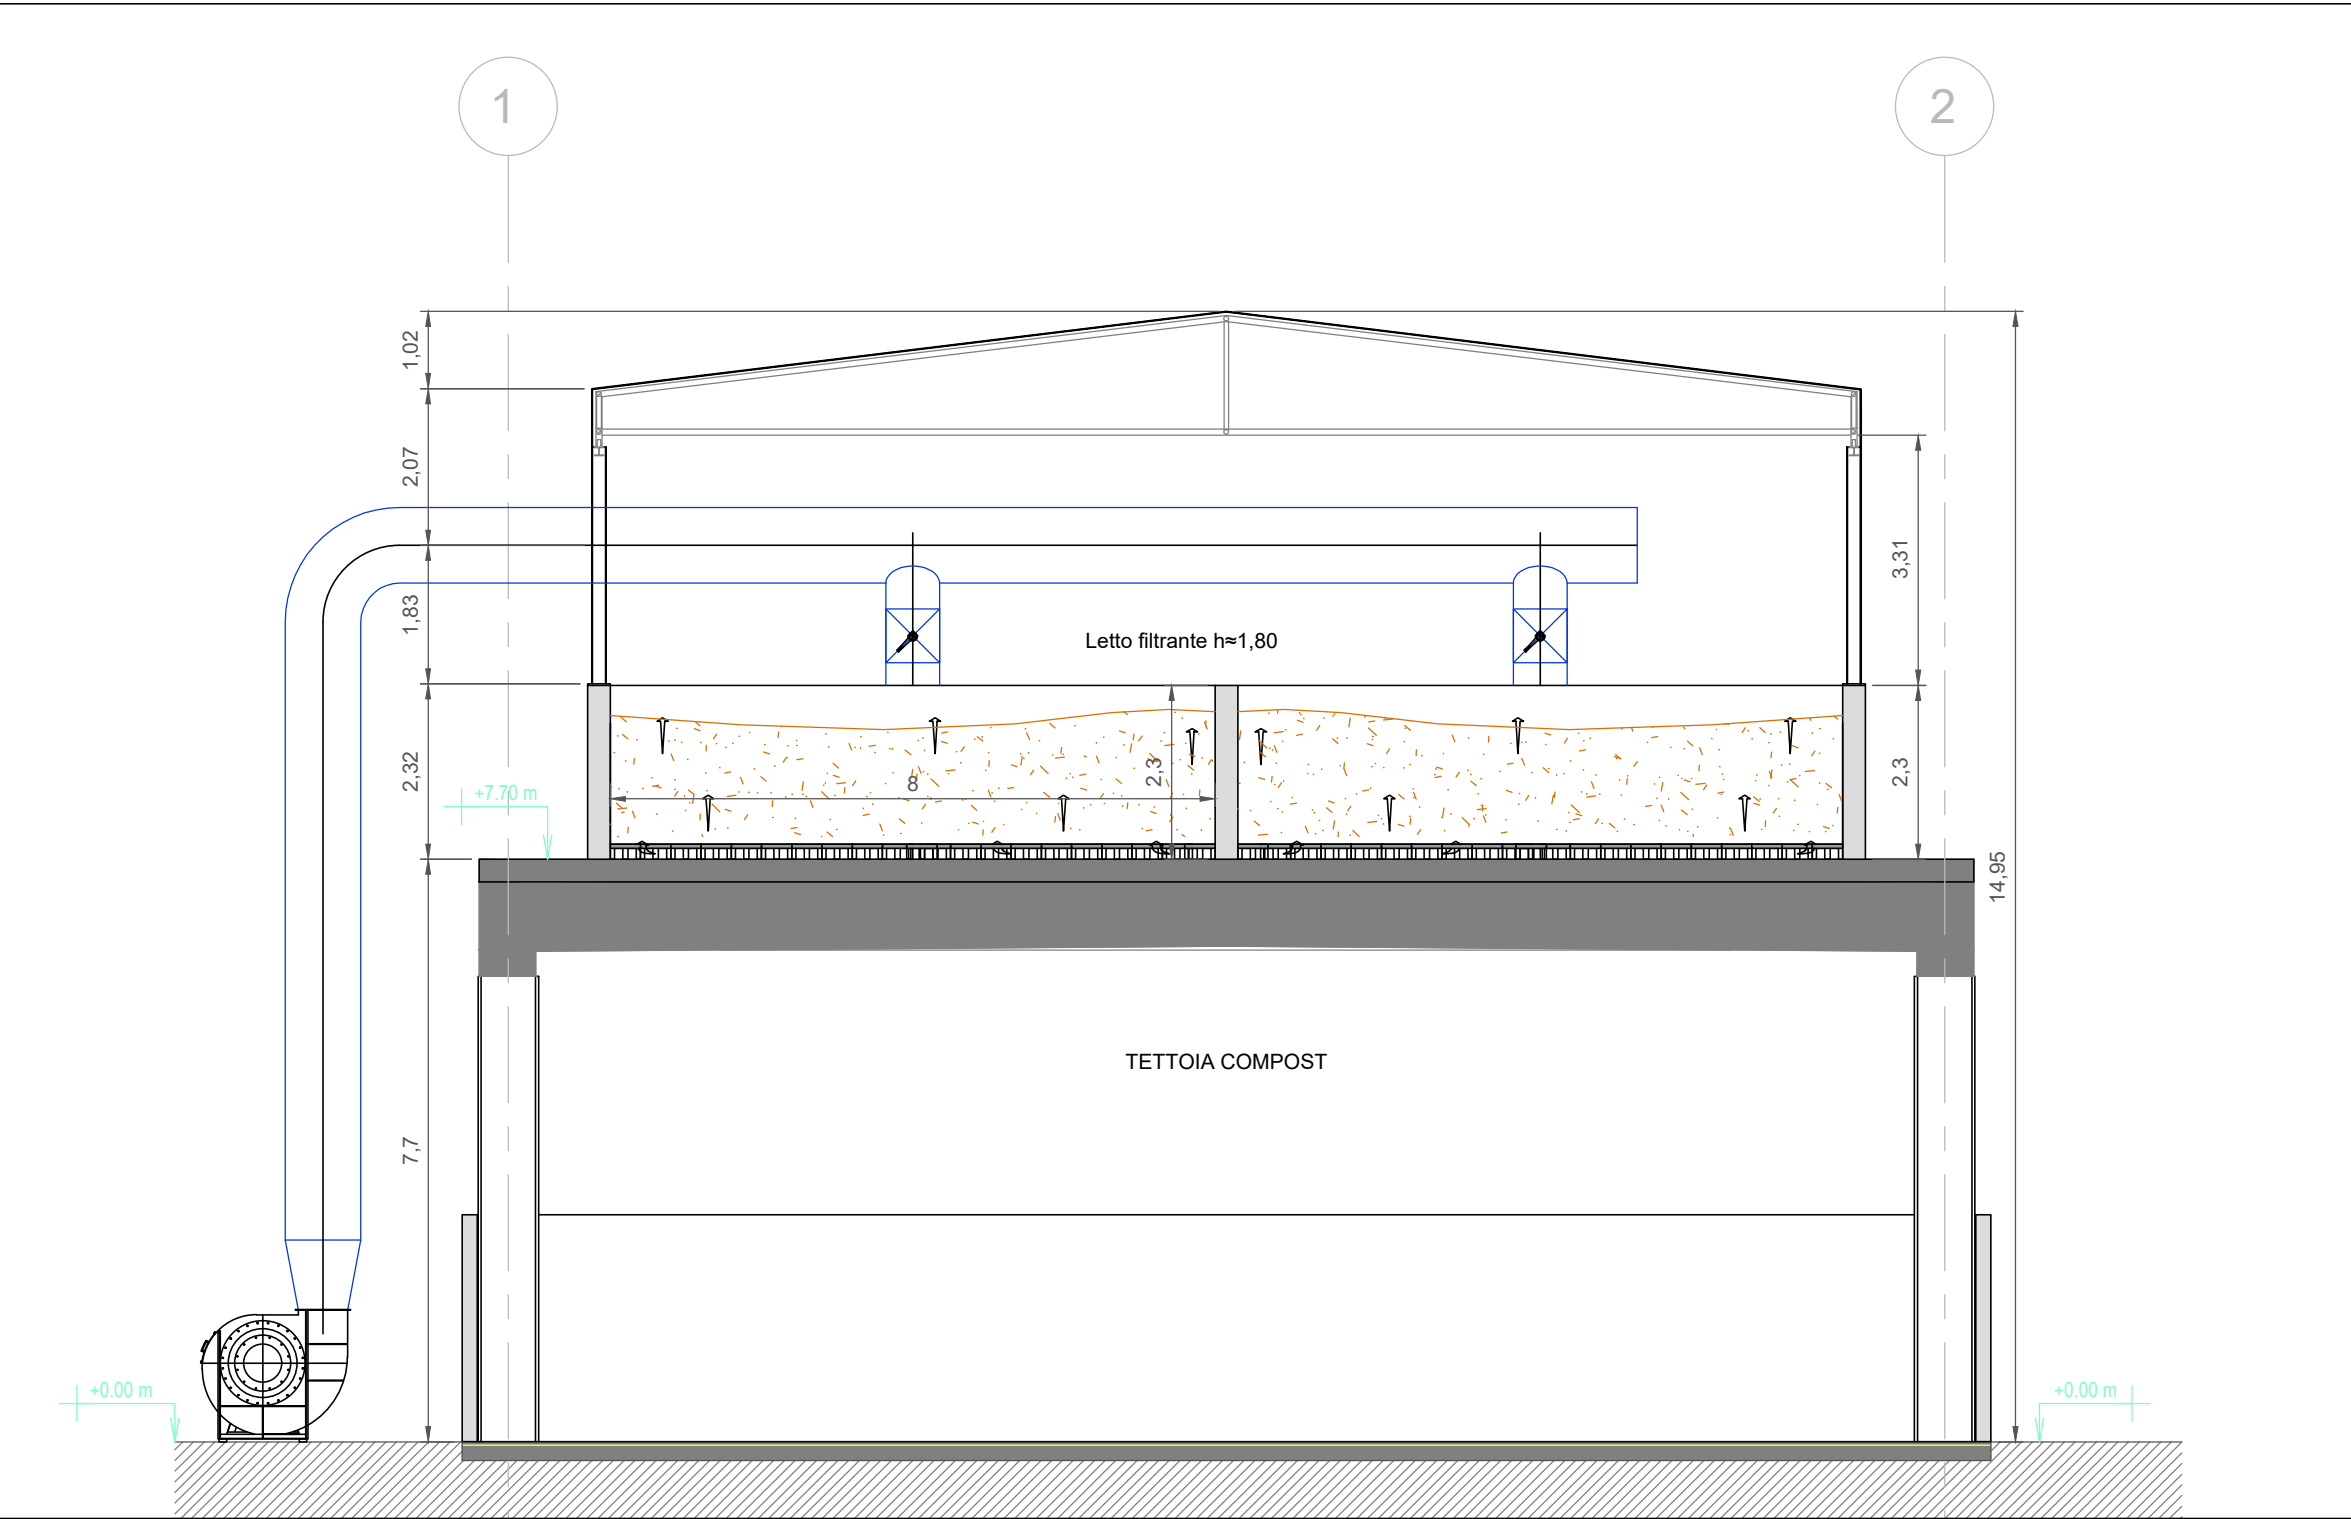 1
2
1,02
2,07
3,31
1,83
Letto filtrante h≈1,80
2,32
8
2,3
2,3
+7.70 m
14,95
TETTOIA COMPOST
7,7
+0.00 m
+0.00 m